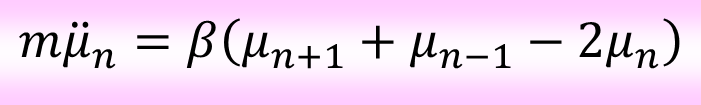 mμ̈ₙ = β(μₙ₊₁ + μₙ₋₁ − 2μₙ)